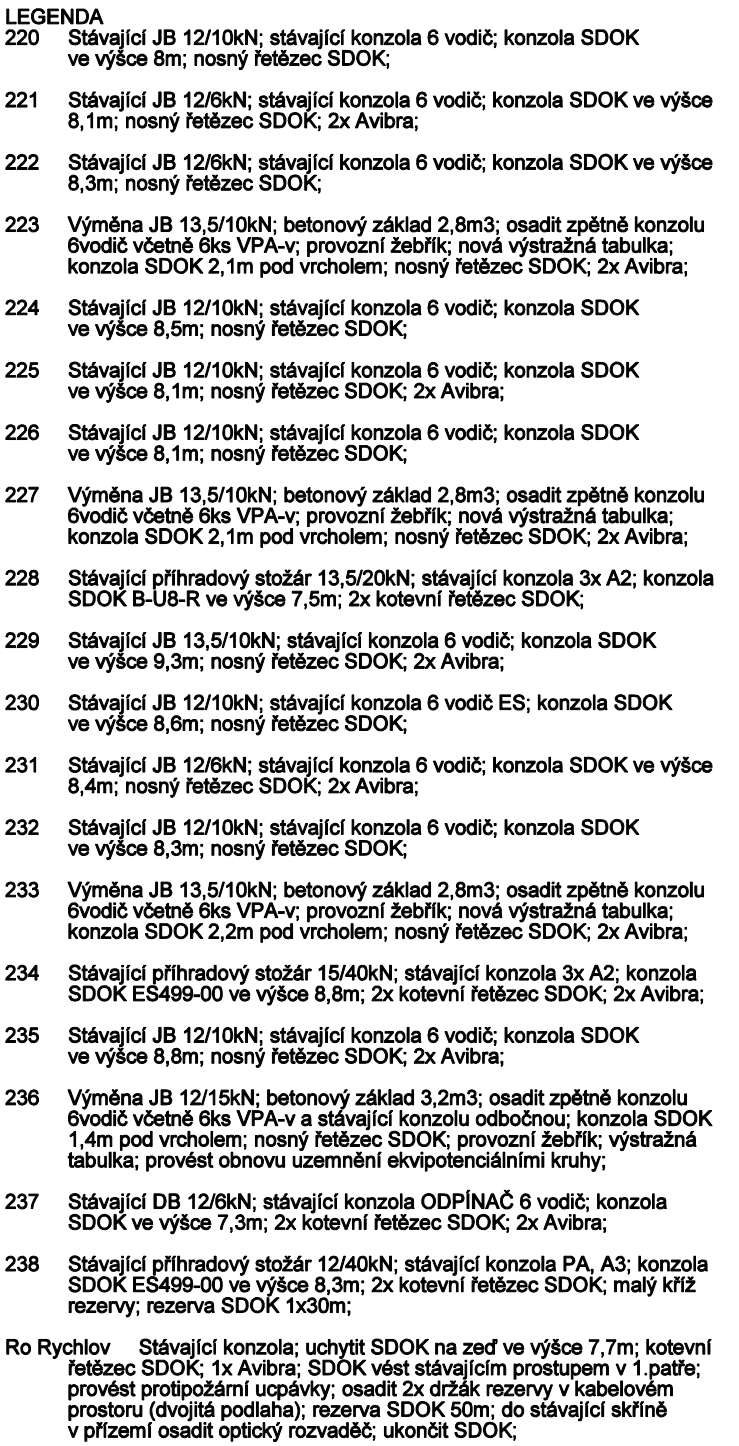 LEGENDA
220 Stávající JB 12/10kN; stávající konzola 6 vodič; konzola SDOK
ve výšce 8m; nosný řetězec SDOK;
221 Stávající JB 12/6kN; stávající konzola 6 vodič; konzola SDOK ve výšce
8,1m; nosný řetězec SDOK; 2x Avibra;
222 Stávající JB 12/6kN; stávající konzola 6 vodič; konzola SDOK ve výšce
8,3m; nosný řetězec SDOK;
223 Výměna JB 13,5/10kN; betonový základ 2,8m3; osadit zpětně konzolu
6vodič včetně 6ks VPA-v; provozní žebřík; nová výstražná tabulka;
konzola SDOK 2,1m pod vrcholem; nosný řetězec SDOK; 2x Avibra;
224 Stávající JB 12/10kN; stávající konzola 6 vodič; konzola SDOK
ve výšce 8,5m; nosný řetězec SDOK;
225 Stávající JB 12/10kN; stávající konzola 6 vodič; konzola SDOK
ve výšce 8,1m; nosný řetězec SDOK; 2x Avibra;
226 Stávající JB 12/10kN; stávající konzola 6 vodič; konzola SDOK
ve výšce 8,1m; nosný řetězec SDOK;
227 Výměna JB 13,5/10kN; betonový základ 2,8m3; osadit zpětně konzolu
6vodič včetně 6ks VPA-v; provozní žebřík; nová výstražná tabulka;
konzola SDOK 2,1m pod vrcholem; nosný řetězec SDOK; 2x Avibra;
228 Stávající příhradový stožár 13,5/20kN; stávající konzola 3x A2; konzola
SDOK B-U8-R ve výšce 7,5m; 2x kotevní řetězec SDOK;
229 Stávající JB 13,5/10kN; stávající konzola 6 vodič; konzola SDOK
ve výšce 9,3m; nosný řetězec SDOK; 2x Avibra;
230 Stávající JB 12/10kN; stávající konzola 6 vodič ES; konzola SDOK
ve výšce 8,6m; nosný řetězec SDOK;
231 Stávající JB 12/6kN; stávající konzola 6 vodič; konzola SDOK ve výšce
8,4m; nosný řetězec SDOK; 2x Avibra;
232 Stávající JB 12/10kN; stávající konzola 6 vodič; konzola SDOK
ve výšce 8,3m; nosný řetězec SDOK;
233 Výměna JB 13,5/10kN; betonový základ 2,8m3; osadit zpětně konzolu
6vodič včetně 6ks VPA-v; provozní žebřík; nová výstražná tabulka;
konzola SDOK 2,2m pod vrcholem; nosný řetězec SDOK; 2x Avibra;
234 Stávající příhradový stožár 15/40kN; stávající konzola 3x A2; konzola
SDOK ES499-00 ve výšce 8,8m; 2x kotevní řetězec SDOK; 2x Avibra;
235 Stávající JB 12/10kN; stávající konzola 6 vodič; konzola SDOK
ve výšce 8,8m; nosný řetězec SDOK; 2x Avibra;
236 Výměna JB 12/15kN; betonový základ 3,2m3; osadit zpětně konzolu
6vodič včetně 6ks VPA-v a stávající konzolu odbočnou; konzola SDOK
1,4m pod vrcholem; nosný řetězec SDOK; provozní žebřík; výstražná
tabulka; provést obnovu uzemnění ekvipotenciálními kruhy;
237 Stávající DB 12/6kN; stávající konzola ODPÍNAČ 6 vodič; konzola
SDOK ve výšce 7,3m; 2x kotevní řetězec SDOK; 2x Avibra;
238 Stávající příhradový stožár 12/40kN; stávající konzola PA, A3; konzola
SDOK ES499-00 ve výšce 8,3m; 2x kotevní řetězec SDOK; malý kříž
rezervy; rezerva SDOK 1x30m;
Ro Rychlov Stávající konzola; uchytit SDOK na zeď ve výšce 7,7m; kotevní
řetězec SDOK; 1x Avibra; SDOK vést stávajícím prostupem v 1.patře;
provést protipožární ucpávky; osadit 2x držák rezervy v kabelovém
prostoru (dvojitá podlaha); rezerva SDOK 50m; do stávající skříně
v přízemí osadit optický rozvaděč; ukončit SDOK;